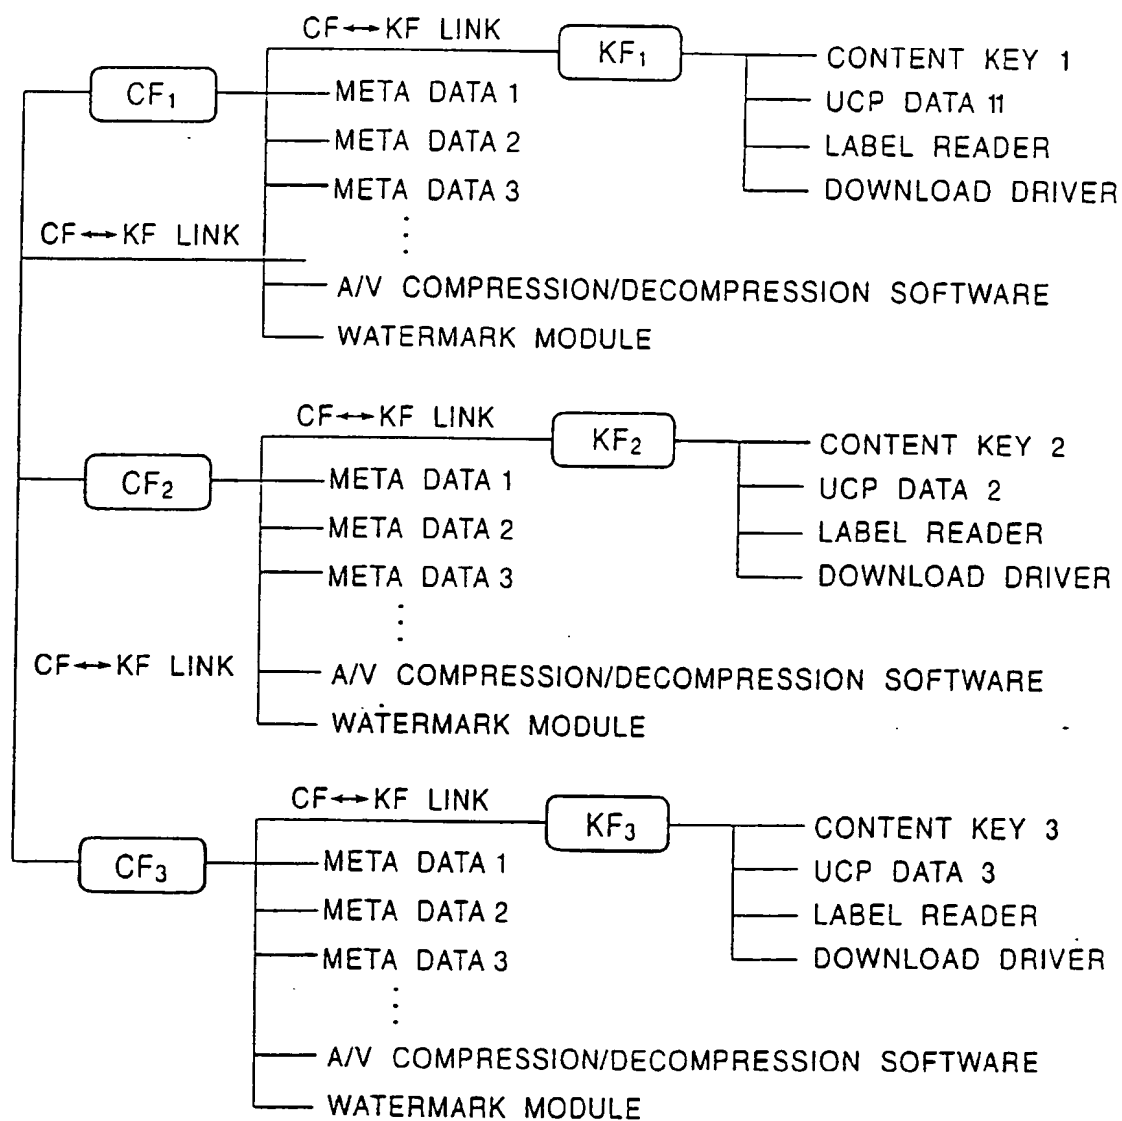 CF↔KF LINK
KF₁
CONTENT KEY 1
CF₁
META DATA 1
UCP DATA 11
META DATA 2
LABEL READER
META DATA 3
DOWNLOAD DRIVER
CF↔KF LINK
A/V COMPRESSION/DECOMPRESSION SOFTWARE
WATERMARK MODULE
CF↔KF LINK
KF₂
CONTENT KEY 2
CF₂
META DATA 1
UCP DATA 2
META DATA 2
LABEL READER
META DATA 3
DOWNLOAD DRIVER
CF↔KF LINK
A/V COMPRESSION/DECOMPRESSION SOFTWARE
WATERMARK MODULE
CF↔KF LINK
KF₃
CONTENT KEY 3
CF₃
META DATA 1
UCP DATA 3
META DATA 2
LABEL READER
META DATA 3
DOWNLOAD DRIVER
A/V COMPRESSION/DECOMPRESSION SOFTWARE
WATERMARK MODULE